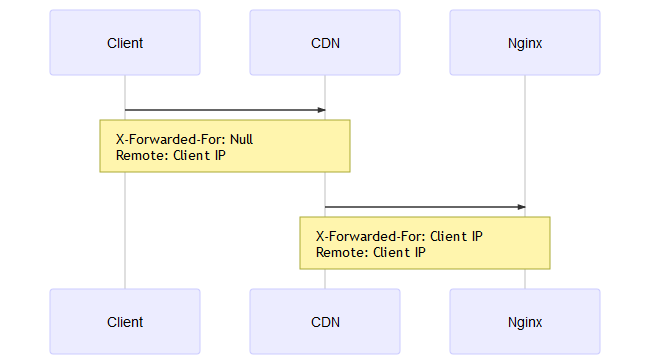 Client
CDN
Nginx
X-Forwarded-For: Null
Remote: Client IP
X-Forwarded-For: Client IP
Remote: Client IP
Client
CDN
Nginx